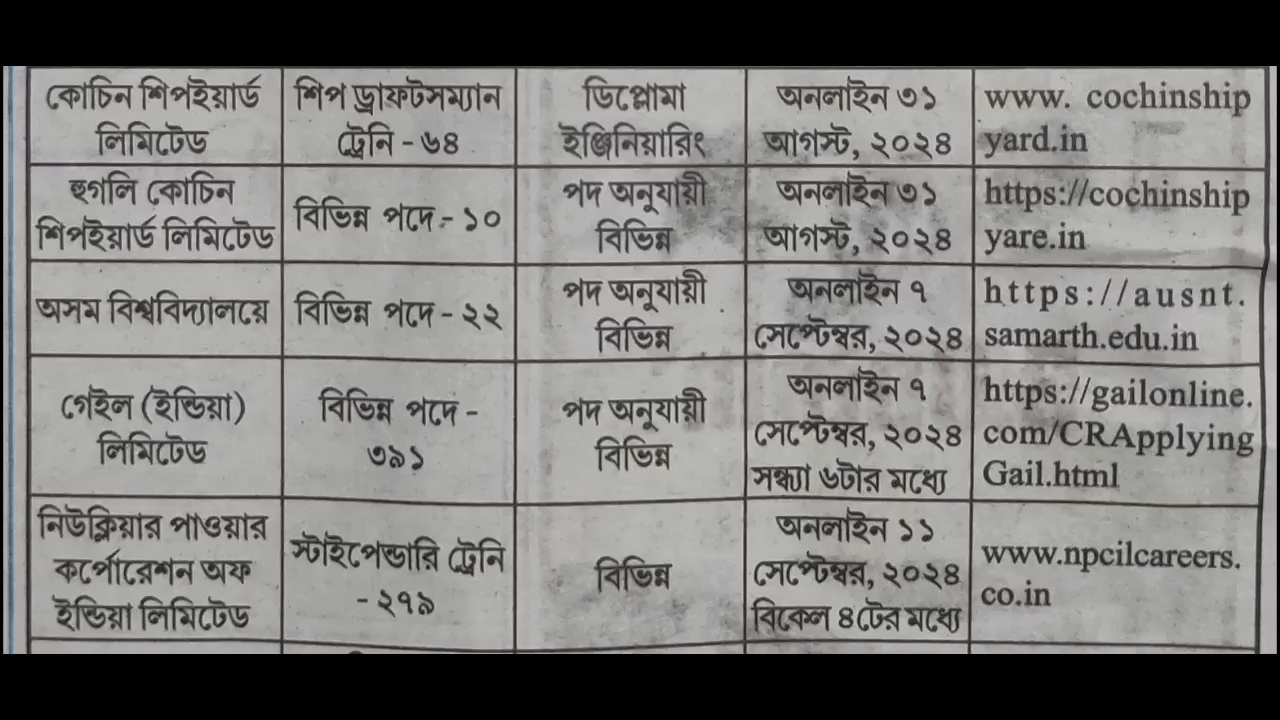 কোচিন শিপইয়ার্ড
লিমিটেড
শিপ ড্রাফটসম্যান
ট্রেনি - ৬৪
ডিপ্লোমা
ইঞ্জিনিয়ারিং
অনলাইন ৩১
আগস্ট, ২০২৪
www. cochinship
yard.in
হুগলি কোচিন
শিপইয়ার্ড লিমিটেড
বিভিন্ন পদে - ১০
পদ অনুযায়ী
বিভিন্ন
অনলাইন ৩১
আগস্ট, ২০২৪
https://cochinship
yare.in
অসম বিশ্ববিদ্যালয়ে
বিভিন্ন পদে - ২২
পদ অনুযায়ী
বিভিন্ন
অনলাইন ৭
সেপ্টেম্বর, ২০২৪
https://ausnt.
samarth.edu.in
গেইল (ইন্ডিয়া)
লিমিটেড
বিভিন্ন পদে -
৩৯১
পদ অনুযায়ী
বিভিন্ন
অনলাইন ৭
সেপ্টেম্বর, ২০২৪
সন্ধ্যা ৬টার মধ্যে
https://gailonline.
com/CRApplying
Gail.html
নিউক্লিয়ার পাওয়ার
কর্পোরেশন অফ
ইন্ডিয়া লিমিটেড
স্টাইপেন্ডারি ট্রেনি
- ২৭৯
বিভিন্ন
অনলাইন ১১
সেপ্টেম্বর, ২০২৪
বিকেল ৪টের মধ্যে
www.npcilcareers.
co.in